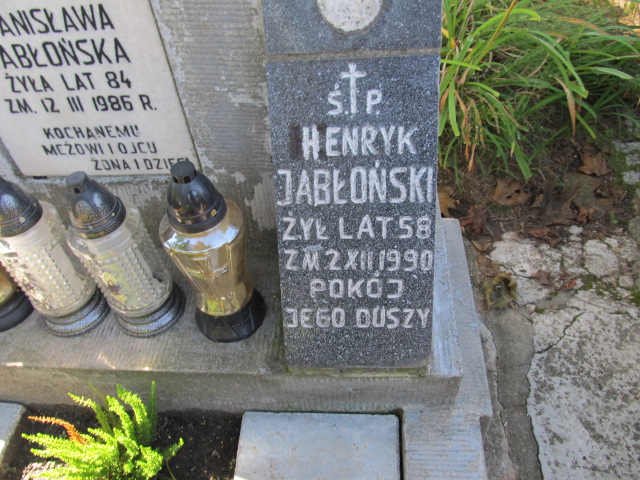 ANISŁAWA
ABŁOŃSKA
ŻYŁA LAT 84
ZM. 12 III 1986 R.
KOCHANEMU
MĘŻOWI I OJCU
ŻONA I DZIECI
Ś. P.
HENRYK
JABŁOŃSKI
ŻYŁ LAT 58
ZM 2 XII 1990
POKÓJ
JEGO DUSZY